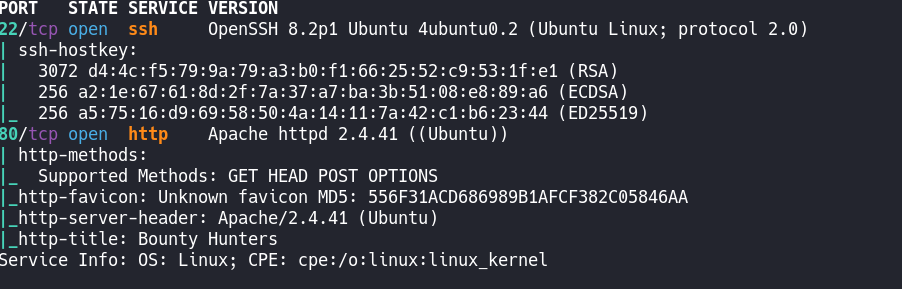 PORT   STATE SERVICE VERSION
22/tcp open  ssh     OpenSSH 8.2p1 Ubuntu 4ubuntu0.2 (Ubuntu Linux; protocol 2.0)
| ssh-hostkey:
|   3072 d4:4c:f5:79:9a:79:a3:b0:f1:66:25:52:c9:53:1f:e1 (RSA)
|   256 a2:1e:67:61:8d:2f:7a:37:a7:ba:3b:51:08:e8:89:a6 (ECDSA)
|_  256 a5:75:16:d9:69:58:50:4a:14:11:7a:42:c1:b6:23:44 (ED25519)
80/tcp open  http    Apache httpd 2.4.41 ((Ubuntu))
| http-methods:
|_  Supported Methods: GET HEAD POST OPTIONS
|_http-favicon: Unknown favicon MD5: 556F31ACD686989B1AFCF382C05846AA
|_http-server-header: Apache/2.4.41 (Ubuntu)
|_http-title: Bounty Hunters
Service Info: OS: Linux; CPE: cpe:/o:linux:linux_kernel